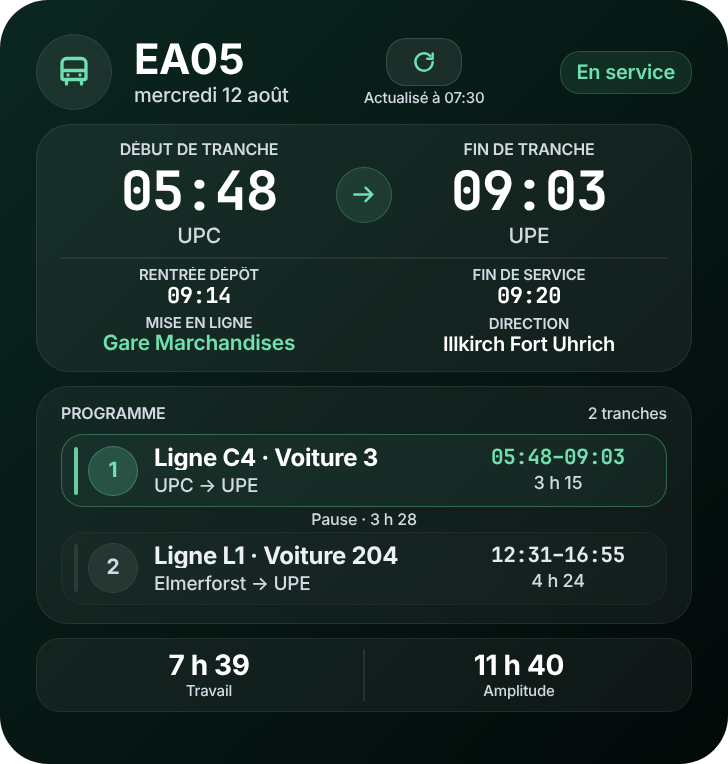 EA05
mercredi 12 août
Actualisé à 07:30
En service
DÉBUT DE TRANCHE
05:48
UPC
FIN DE TRANCHE
09:03
UPE
RENTRÉE DÉPÔT
09:14
MISE EN LIGNE
Gare Marchandises
FIN DE SERVICE
09:20
DIRECTION
Illkirch Fort Uhrich
PROGRAMME
2 tranches
1
Ligne C4 · Voiture 3
UPC → UPE
05:48–09:03
3 h 15
Pause · 3 h 28
2
Ligne L1 · Voiture 204
Elmerforst → UPE
12:31–16:55
4 h 24
7 h 39
Travail
11 h 40
Amplitude